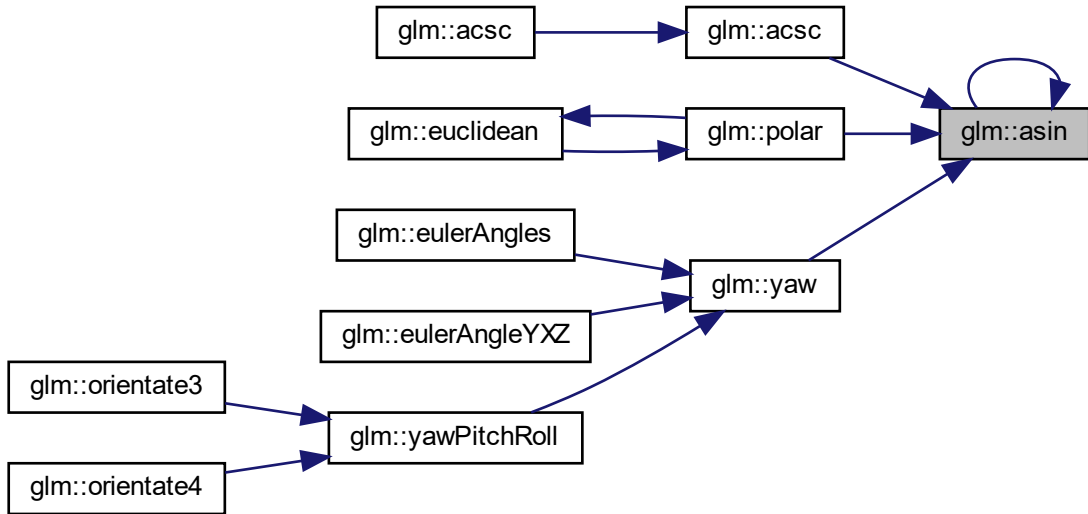 glm::acsc
glm::acsc
glm::euclidean
glm::polar
glm::asin
glm::eulerAngles
glm::yaw
glm::eulerAngleYXZ
glm::orientate3
glm::yawPitchRoll
glm::orientate4